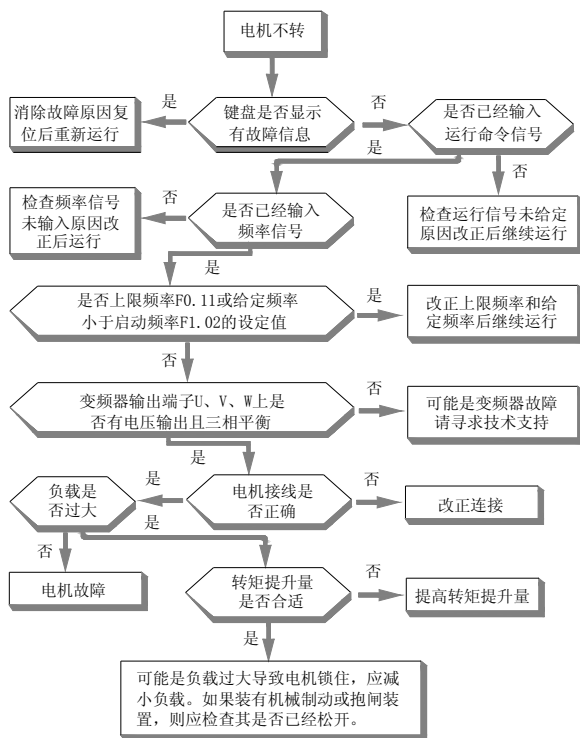 电机不转
消除故障原因复
位后重新运行
是
键盘是否显示
有故障信息
否
是否已经输入
运行命令信号
是
否
检查频率信号
未输入原因改
正后运行
否
是否已经输入
频率信号
检查运行信号未给定
原因改正后继续运行
是
是否上限频率F0.11或给定频率
小于启动频率F1.02的设定值
是
改正上限频率和给
定频率后继续运行
否
变频器输出端子U、V、W上是
否有电压输出且三相平衡
否
可能是变频器故障
请寻求技术支持
是
负载是
否过大
是
电机接线是
否正确
否
改正连接
是
否
电机故障
转矩提升量
是否合适
否
提高转矩提升量
是
可能是负载过大导致电机锁住，应减
小负载。如果装有机械制动或抱闸装
置，则应检查其是否已经松开。